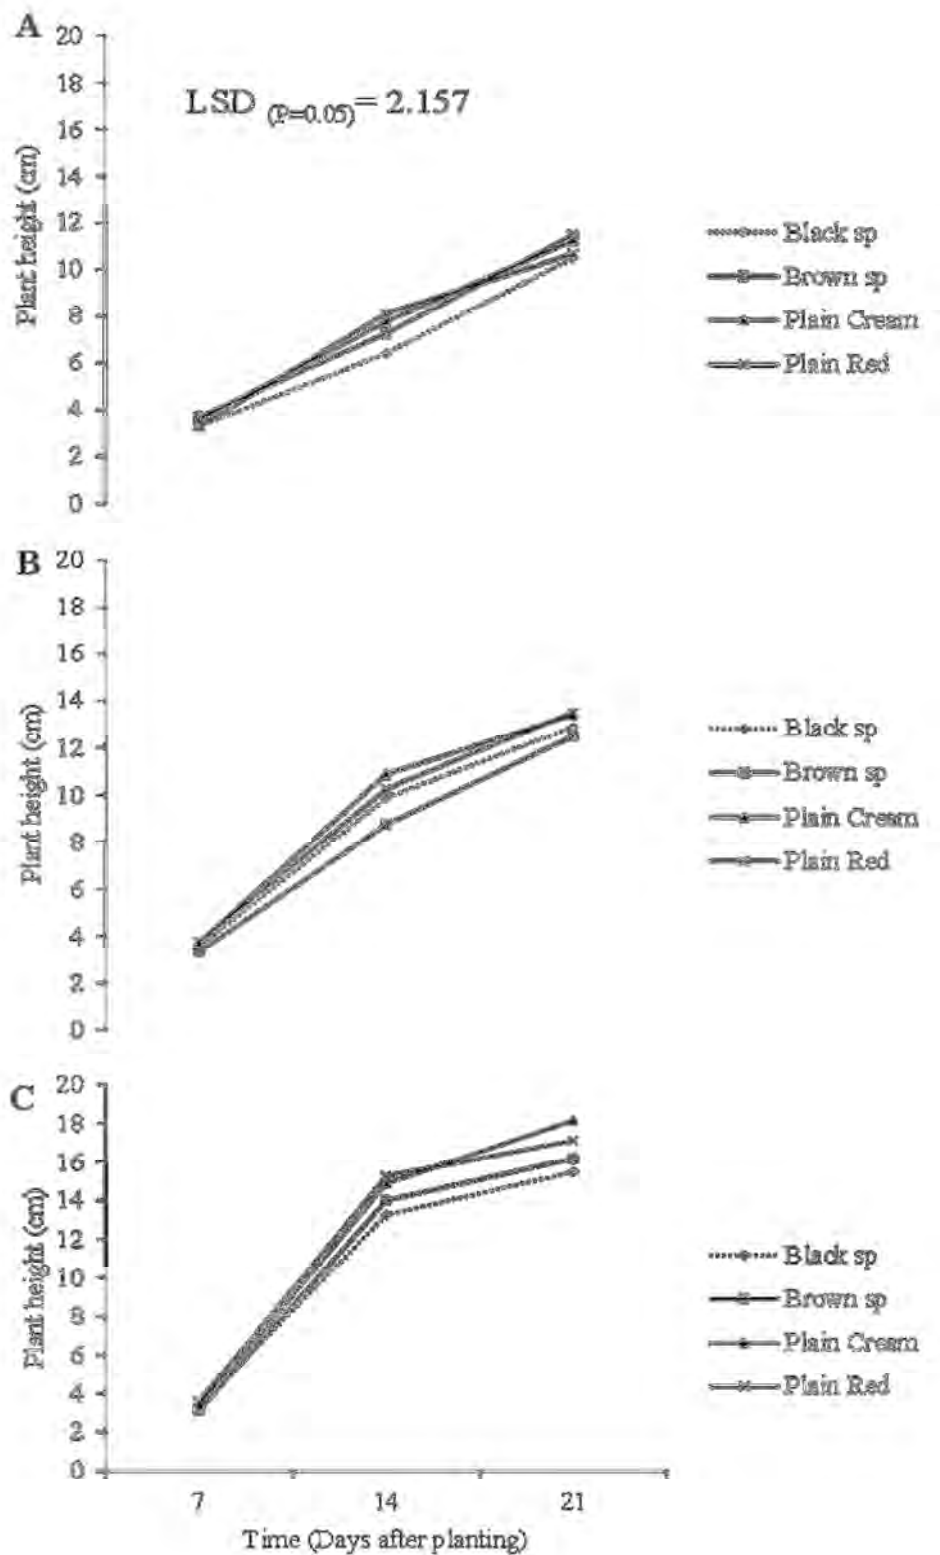 A
20
18
LSD (P=0.05)= 2.157
16
14
12
10
8
6
4
2
0
Plant height (cm)
Black sp
Brown sp
Plain Cream
Plain Red
B
20
18
16
14
12
10
8
6
4
2
0
Plant height (cm)
Black sp
Brown sp
Plain Cream
Plain Red
C
20
18
16
14
12
10
8
6
4
2
0
Plant height (cm)
Black sp
Brown sp
Plain Cream
Plain Red
7 14 21
Time (Days after planting)